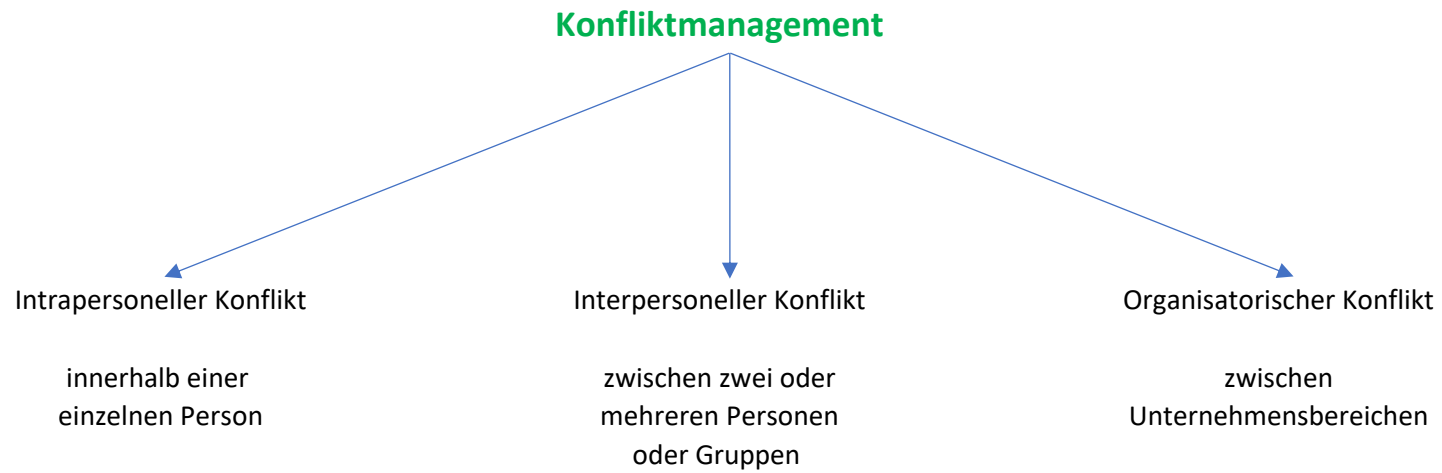 Konfliktmanagement
Intrapersoneller Konflikt
innerhalb einer
einzelnen Person
Interpersoneller Konflikt
zwischen zwei oder
mehreren Personen
oder Gruppen
Organisatorischer Konflikt
zwischen
Unternehmensbereichen